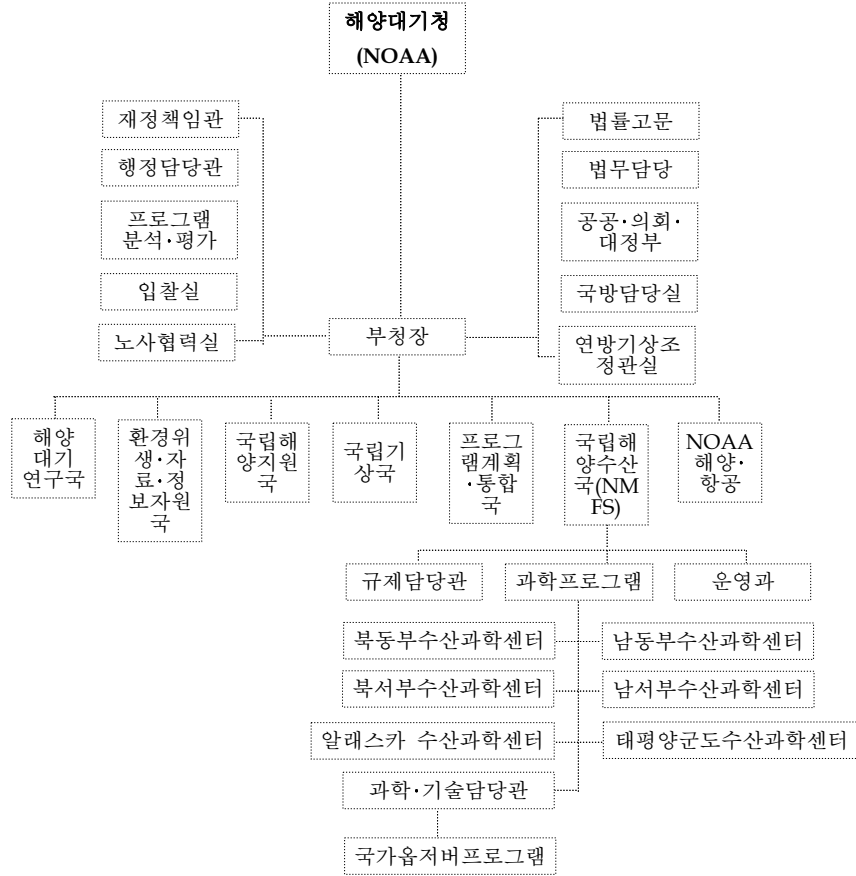 해양대기청
(NOAA)
재정책임관
행정담당관
프로그램
분석·평가
입찰실
노사협력실
법률고문
법무담당
공공·의회·
대정부
국방담당실
연방기상조
정관실
부청장
해양
대기
연구국
환경위
생·자
료·정
보자원
국
국립해
양지원
국
국립기
상국
프로그
램계획
·통합
국
국립해
양수산
국(NM
FS)
NOAA
해양·
항공
규제담당관
과학프로그램
운영과
북동부수산과학센터
남동부수산과학센터
북서부수산과학센터
남서부수산과학센터
알래스카 수산과학센터
태평양군도수산과학센터
과학·기술담당관
국가옵저버프로그램